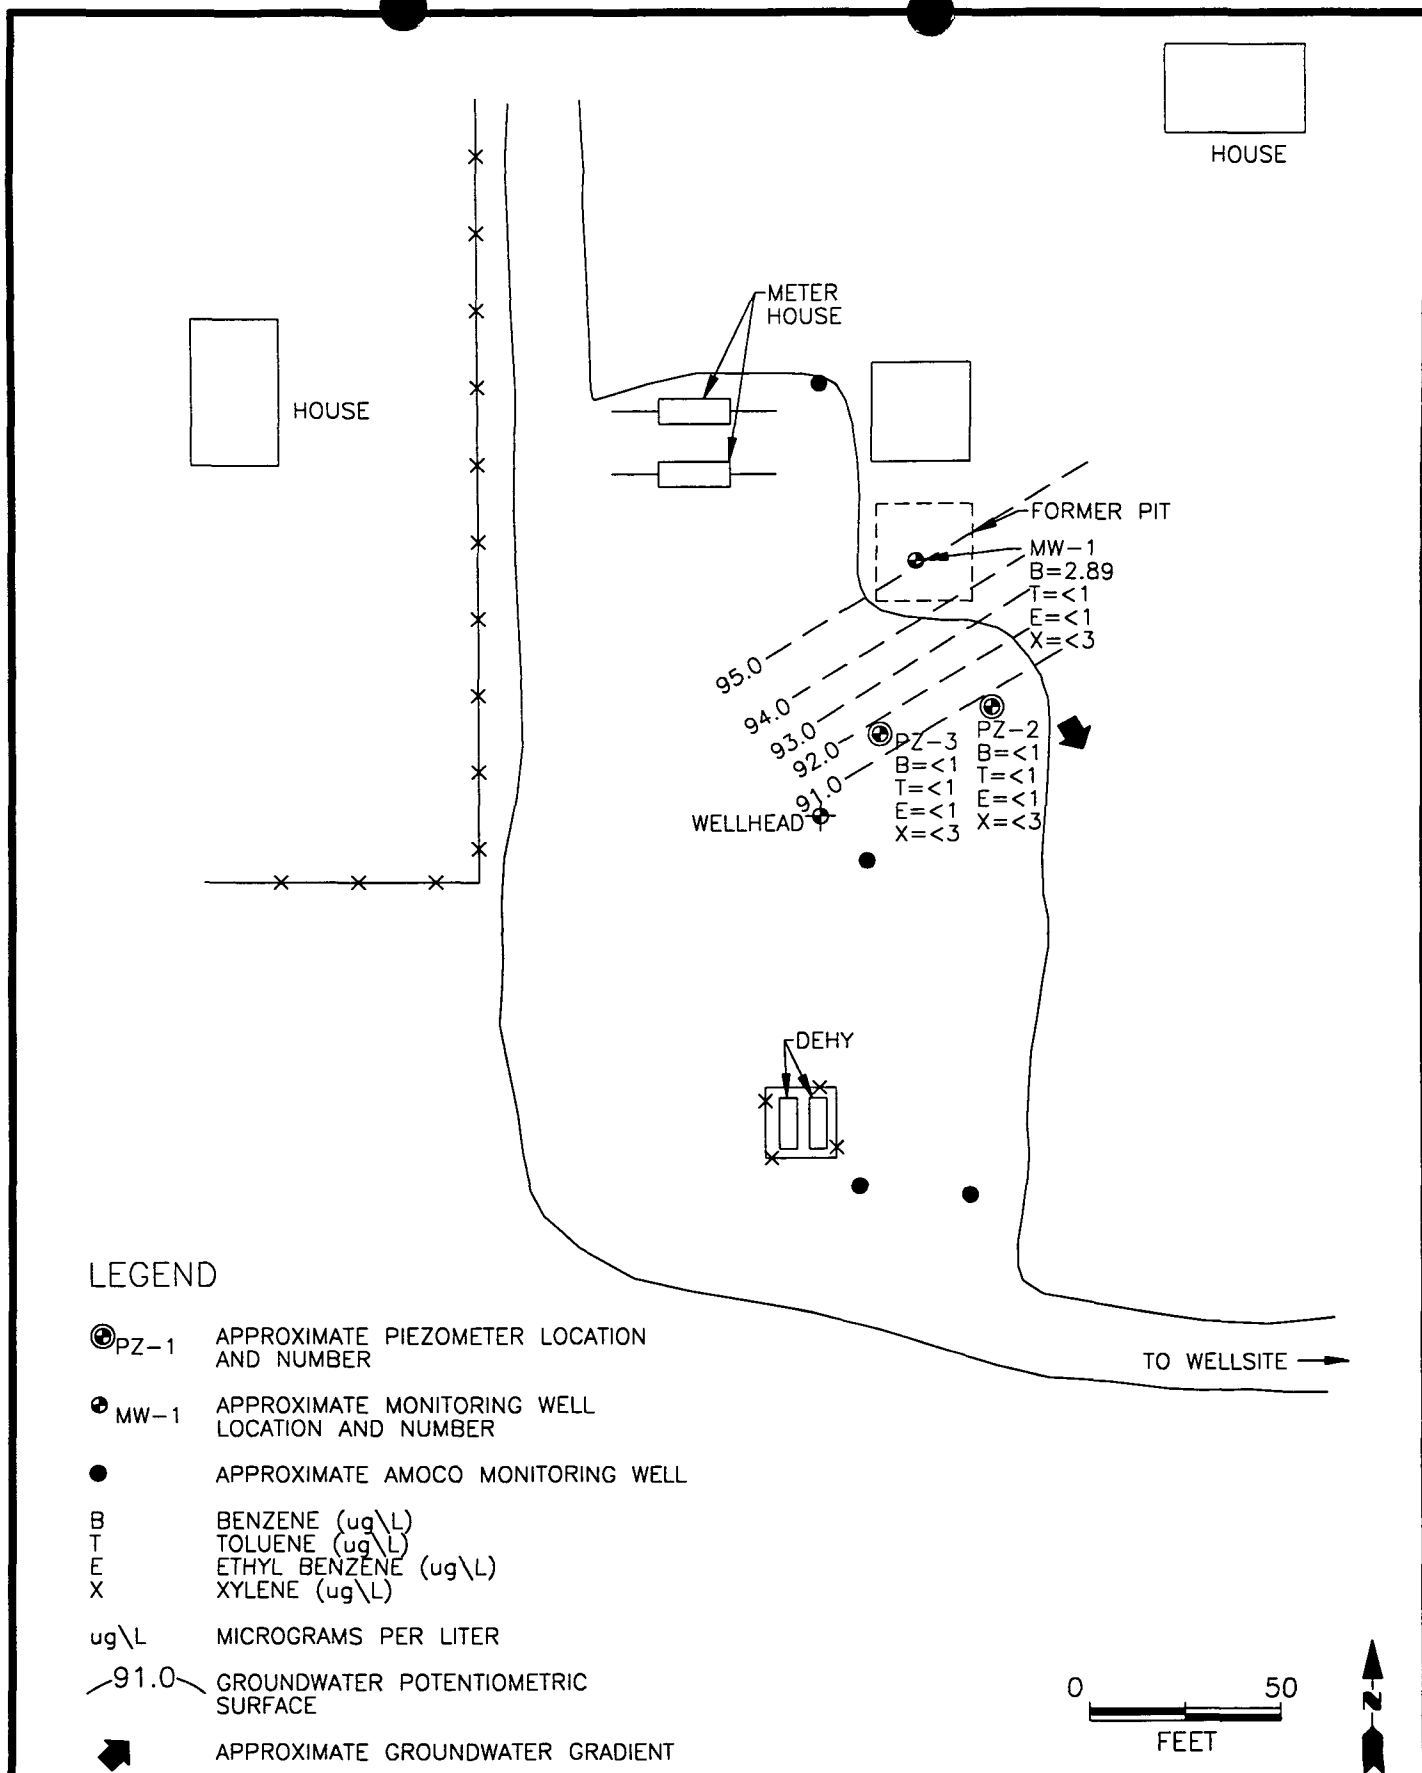 HOUSE
METER
HOUSE
HOUSE
FORMER PIT
MW-1
B=2.89
T=<1
E=<1
X=<3
95.0
94.0
93.0
92.0
91.0
PZ-3
B=<1
T=<1
E=<1
X=<3
PZ-2
B=<1
T=<1
E=<1
X=<3
WELLHEAD
DEHY
TO WELLSITE
LEGEND
PZ-1 APPROXIMATE PIEZOMETER LOCATION
AND NUMBER
MW-1 APPROXIMATE MONITORING WELL
LOCATION AND NUMBER
APPROXIMATE AMOCO MONITORING WELL
B BENZENE (ug\L)
T TOLUENE (ug\L)
E ETHYL BENZENE (ug\L)
X XYLENE (ug\L)
ug\L MICROGRAMS PER LITER
91.0 GROUNDWATER POTENTIOMETRIC
SURFACE
APPROXIMATE GROUNDWATER GRADIENT
0 50
FEET
N